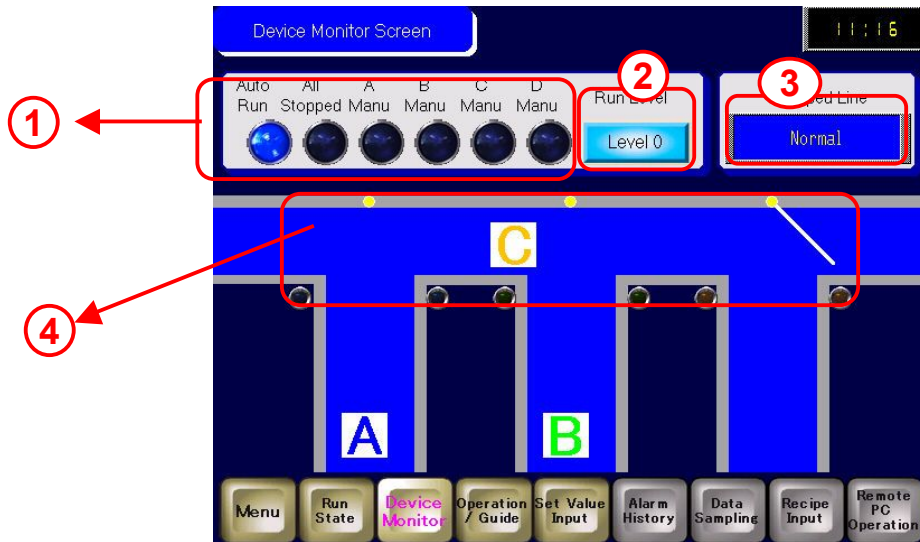 Device Monitor Screen
11:16
Auto Run
All Stopped
A Manu
B Manu
C Manu
D Manu
Run Level
Line
Level 0
Normal
1
2
3
4
C
A
B
Menu
Run State
Device Monitor
Operation / Guide
Set Value Input
Alarm History
Data Sampling
Recipe Input
Remote PC Operation